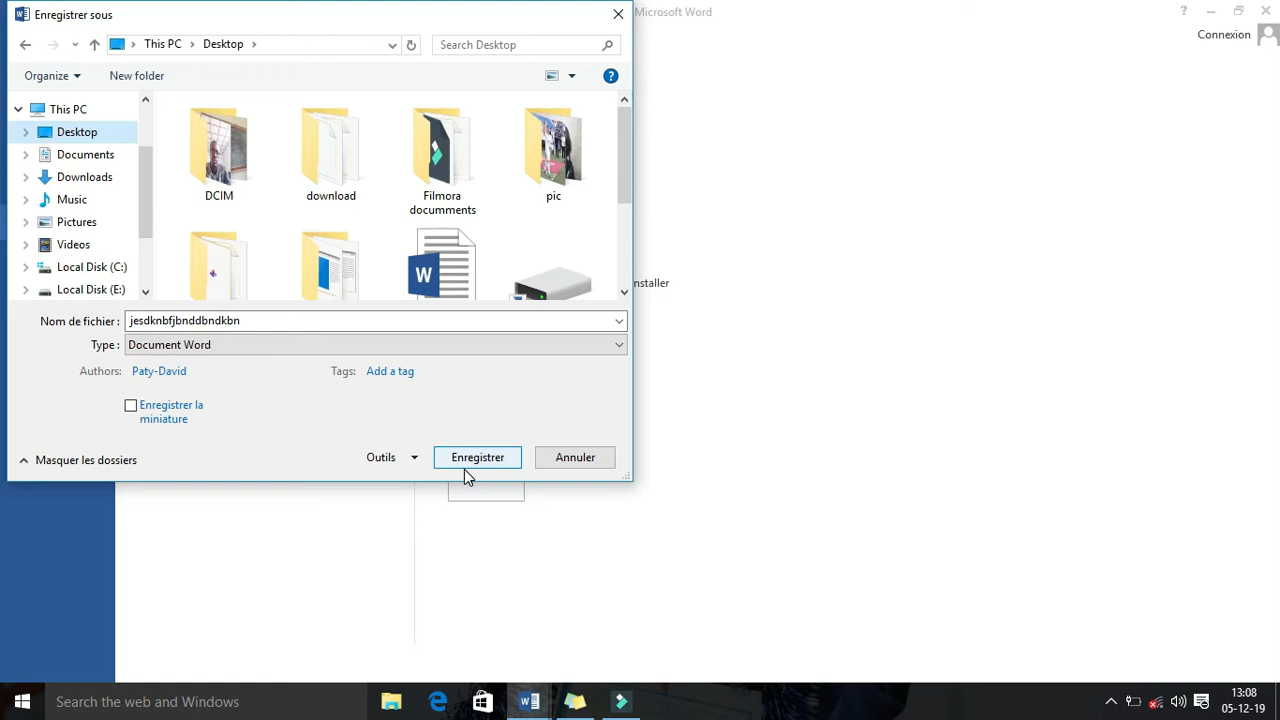 Enregistrer sous
Microsoft Word
Connexion
This PC
Desktop
Search Desktop
Organize
New folder
This PC
Desktop
Documents
Downloads
Music
Pictures
Videos
Local Disk (C:)
Local Disk (E:)
DCIM
download
Filmora
documments
pic
W
nstaller
Nom de fichier :
jesdknbfjbnddbndkbn
Type :
Document Word
Authors:
Paty-David
Tags:
Add a tag
Enregistrer la
miniature
Masquer les dossiers
Outils
Enregistrer
Annuler
Search the web and Windows
13:08
05-12-19